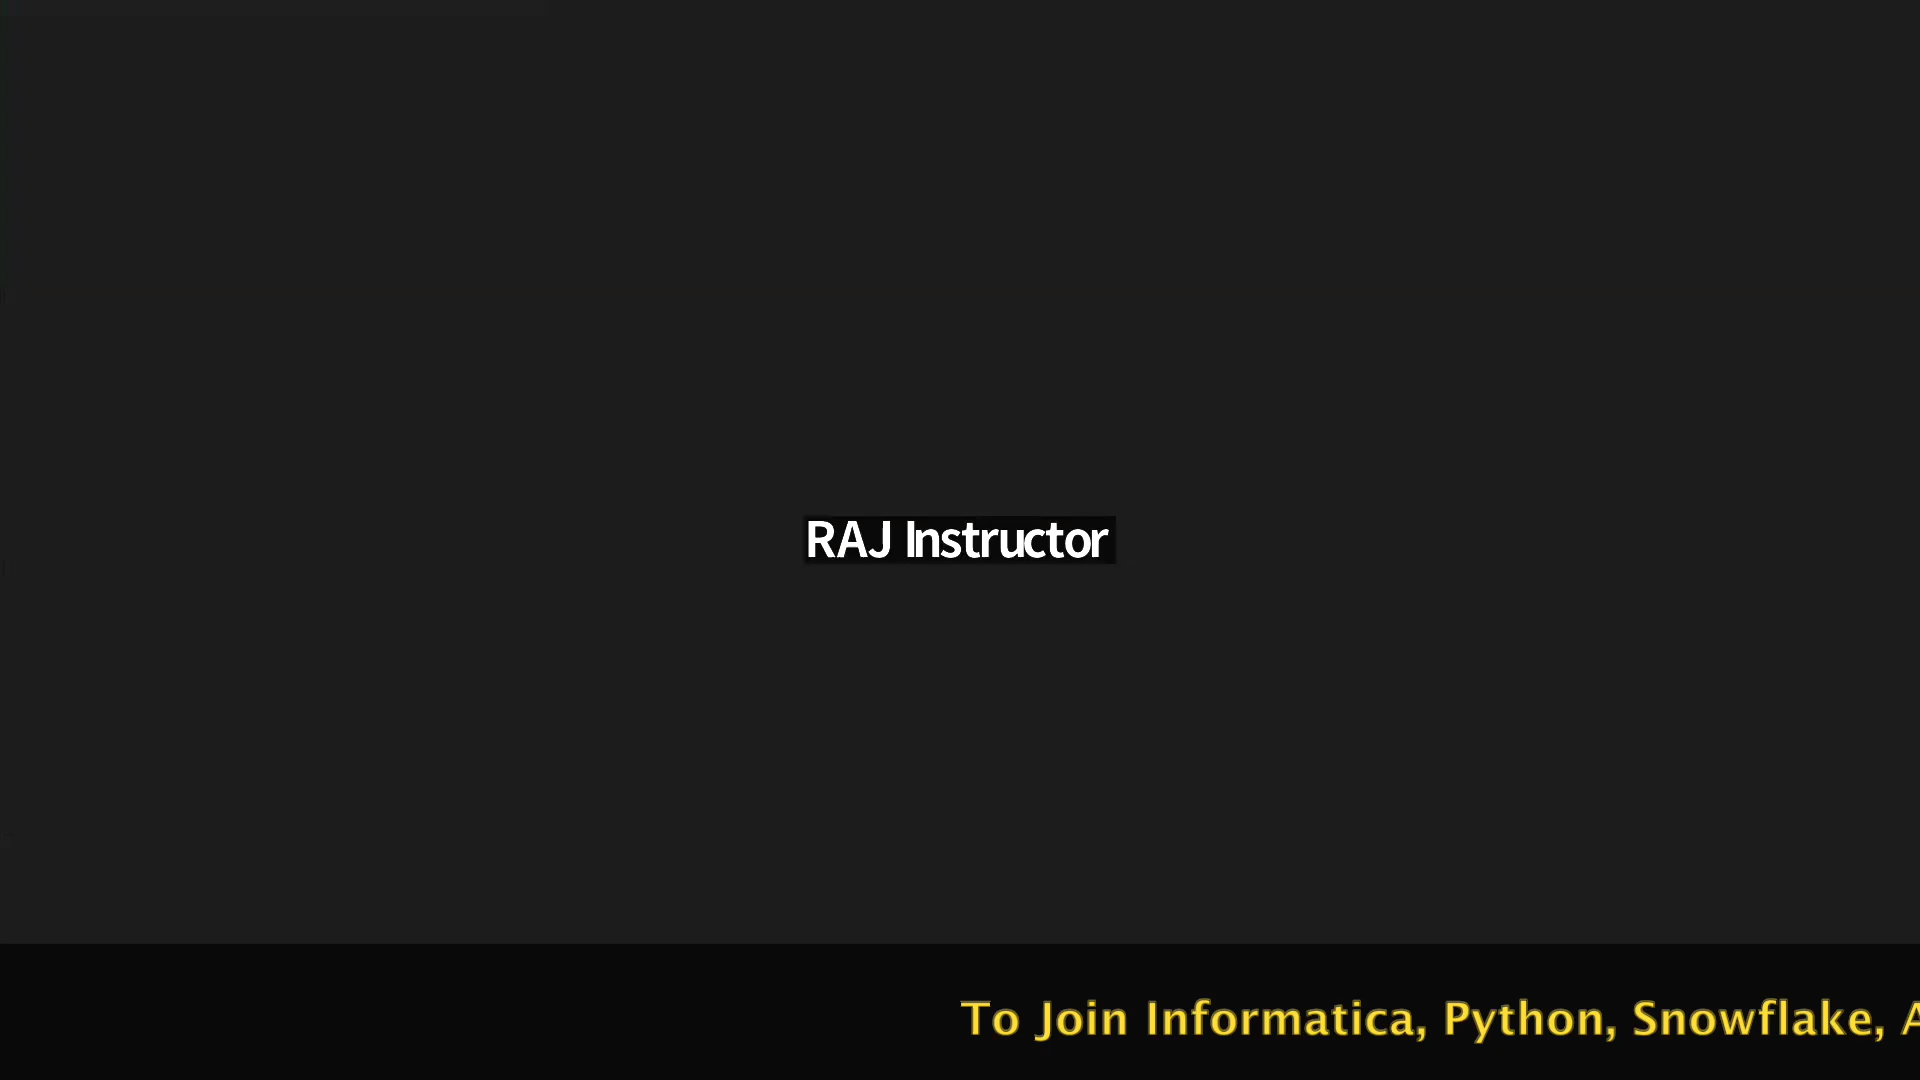 RAJ Instructor
To Join Informatica, Python, Snowflake,